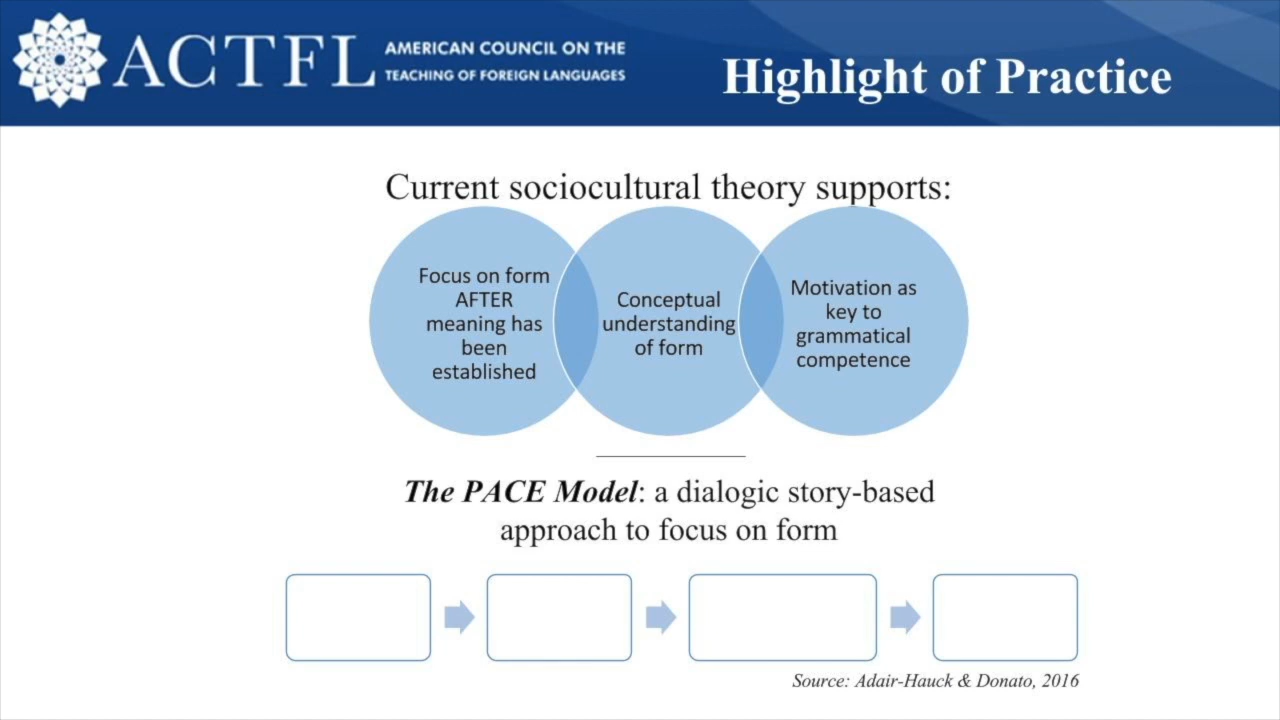 ACTFL
AMERICAN COUNCIL ON THE
TEACHING OF FOREIGN LANGUAGES
Highlight of Practice
Current sociocultural theory supports:
Focus on form
AFTER
meaning has
been
established
Conceptual
understanding
of form
Motivation as
key to
grammatical
competence
The PACE Model: a dialogic story-based
approach to focus on form
Source: Adair-Hauck & Donato, 2016